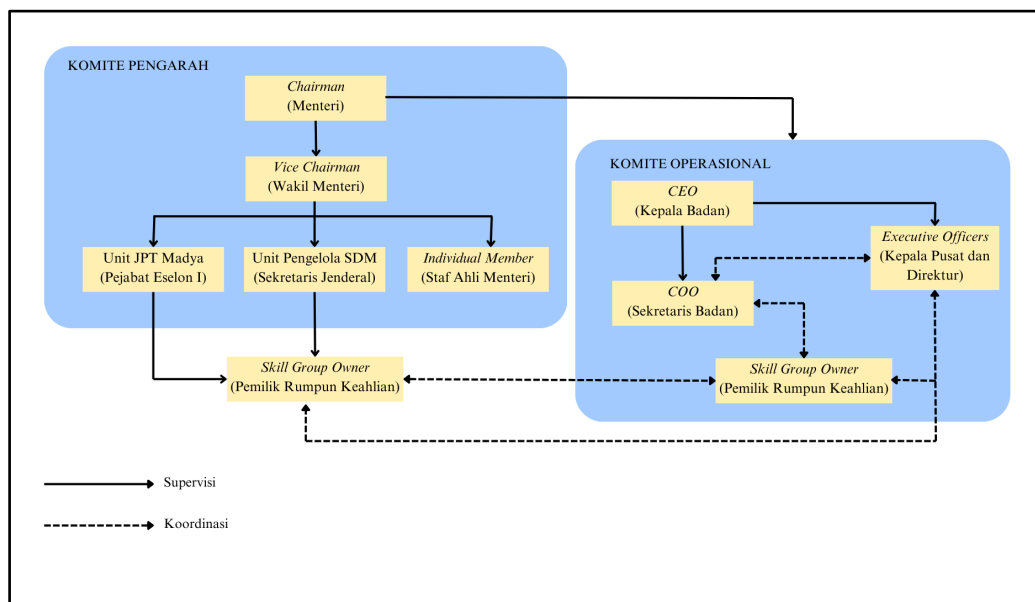 KOMITE PENGARAH
Chairman
(Menteri)
Vice Chairman
(Wakil Menteri)
Unit JPT Madya
(Pejabat Eselon I)
Unit Pengelola SDM
(Sekretaris Jenderal)
Individual Member
(Staf Ahli Menteri)
Skill Group Owner
(Pemilik Rumpun Keahlian)
KOMITE OPERASIONAL
CEO
(Kepala Badan)
Executive Officers
(Kepala Pusat dan
Direktur)
COO
(Sekretaris Badan)
Skill Group Owner
(Pemilik Rumpun Keahlian)
Supervisi
Koordinasi